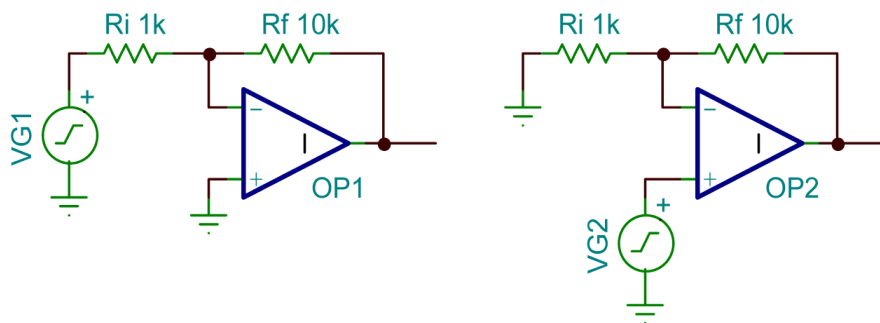 Ri 1k
Rf 10k
VG1
+
−
+
OP1
Ri 1k
Rf 10k
−
+
OP2
VG2
+